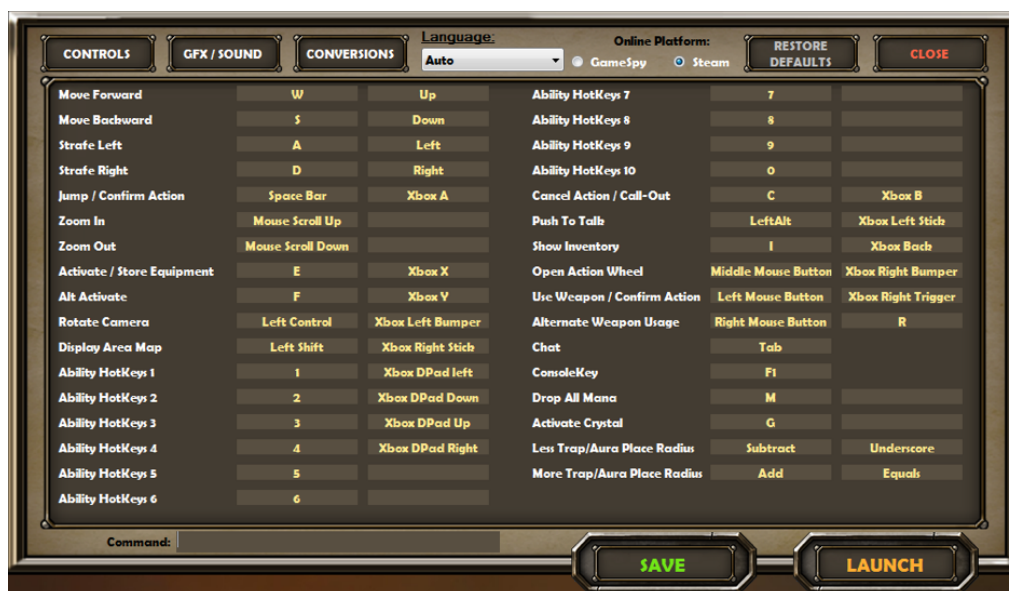 Language:
Online Platform:
CONTROLS
GFX / SOUND
CONVERSIONS
Auto
GameSpy
Steam
RESTORE
DEFAULTS
CLOSE
Move Forward W Up
Move Backward S Down
Strafe Left A Left
Strafe Right D Right
Jump / Confirm Action Space Bar Xbox A
Zoom In Mouse Scroll Up
Zoom Out Mouse Scroll Down
Activate / Store Equipment E Xbox X
Alt Activate F Xbox Y
Rotate Camera Left Control Xbox Left Bumper
Display Area Map Left Shift Xbox Right Stick
Ability HotKeys 1 1 Xbox DPad left
Ability HotKeys 2 2 Xbox DPad Down
Ability HotKeys 3 3 Xbox DPad Up
Ability HotKeys 4 4 Xbox DPad Right
Ability HotKeys 5 5
Ability HotKeys 6 6
Ability HotKeys 7 7
Ability HotKeys 8 8
Ability HotKeys 9 9
Ability HotKeys 10 0
Cancel Action / Call-Out C Xbox B
Push To Talk LeftAlt Xbox Left Stick
Show Inventory I Xbox Back
Open Action Wheel Middle Mouse Button Xbox Right Bumper
Use Weapon / Confirm Action Left Mouse Button Xbox Right Trigger
Alternate Weapon Usage Right Mouse Button R
Chat Tab
ConsoleKey F1
Drop All Mana M
Activate Crystal G
Less Trap/Aura Place Radius Subtract Underscore
More Trap/Aura Place Radius Add Equals
Command:
SAVE
LAUNCH